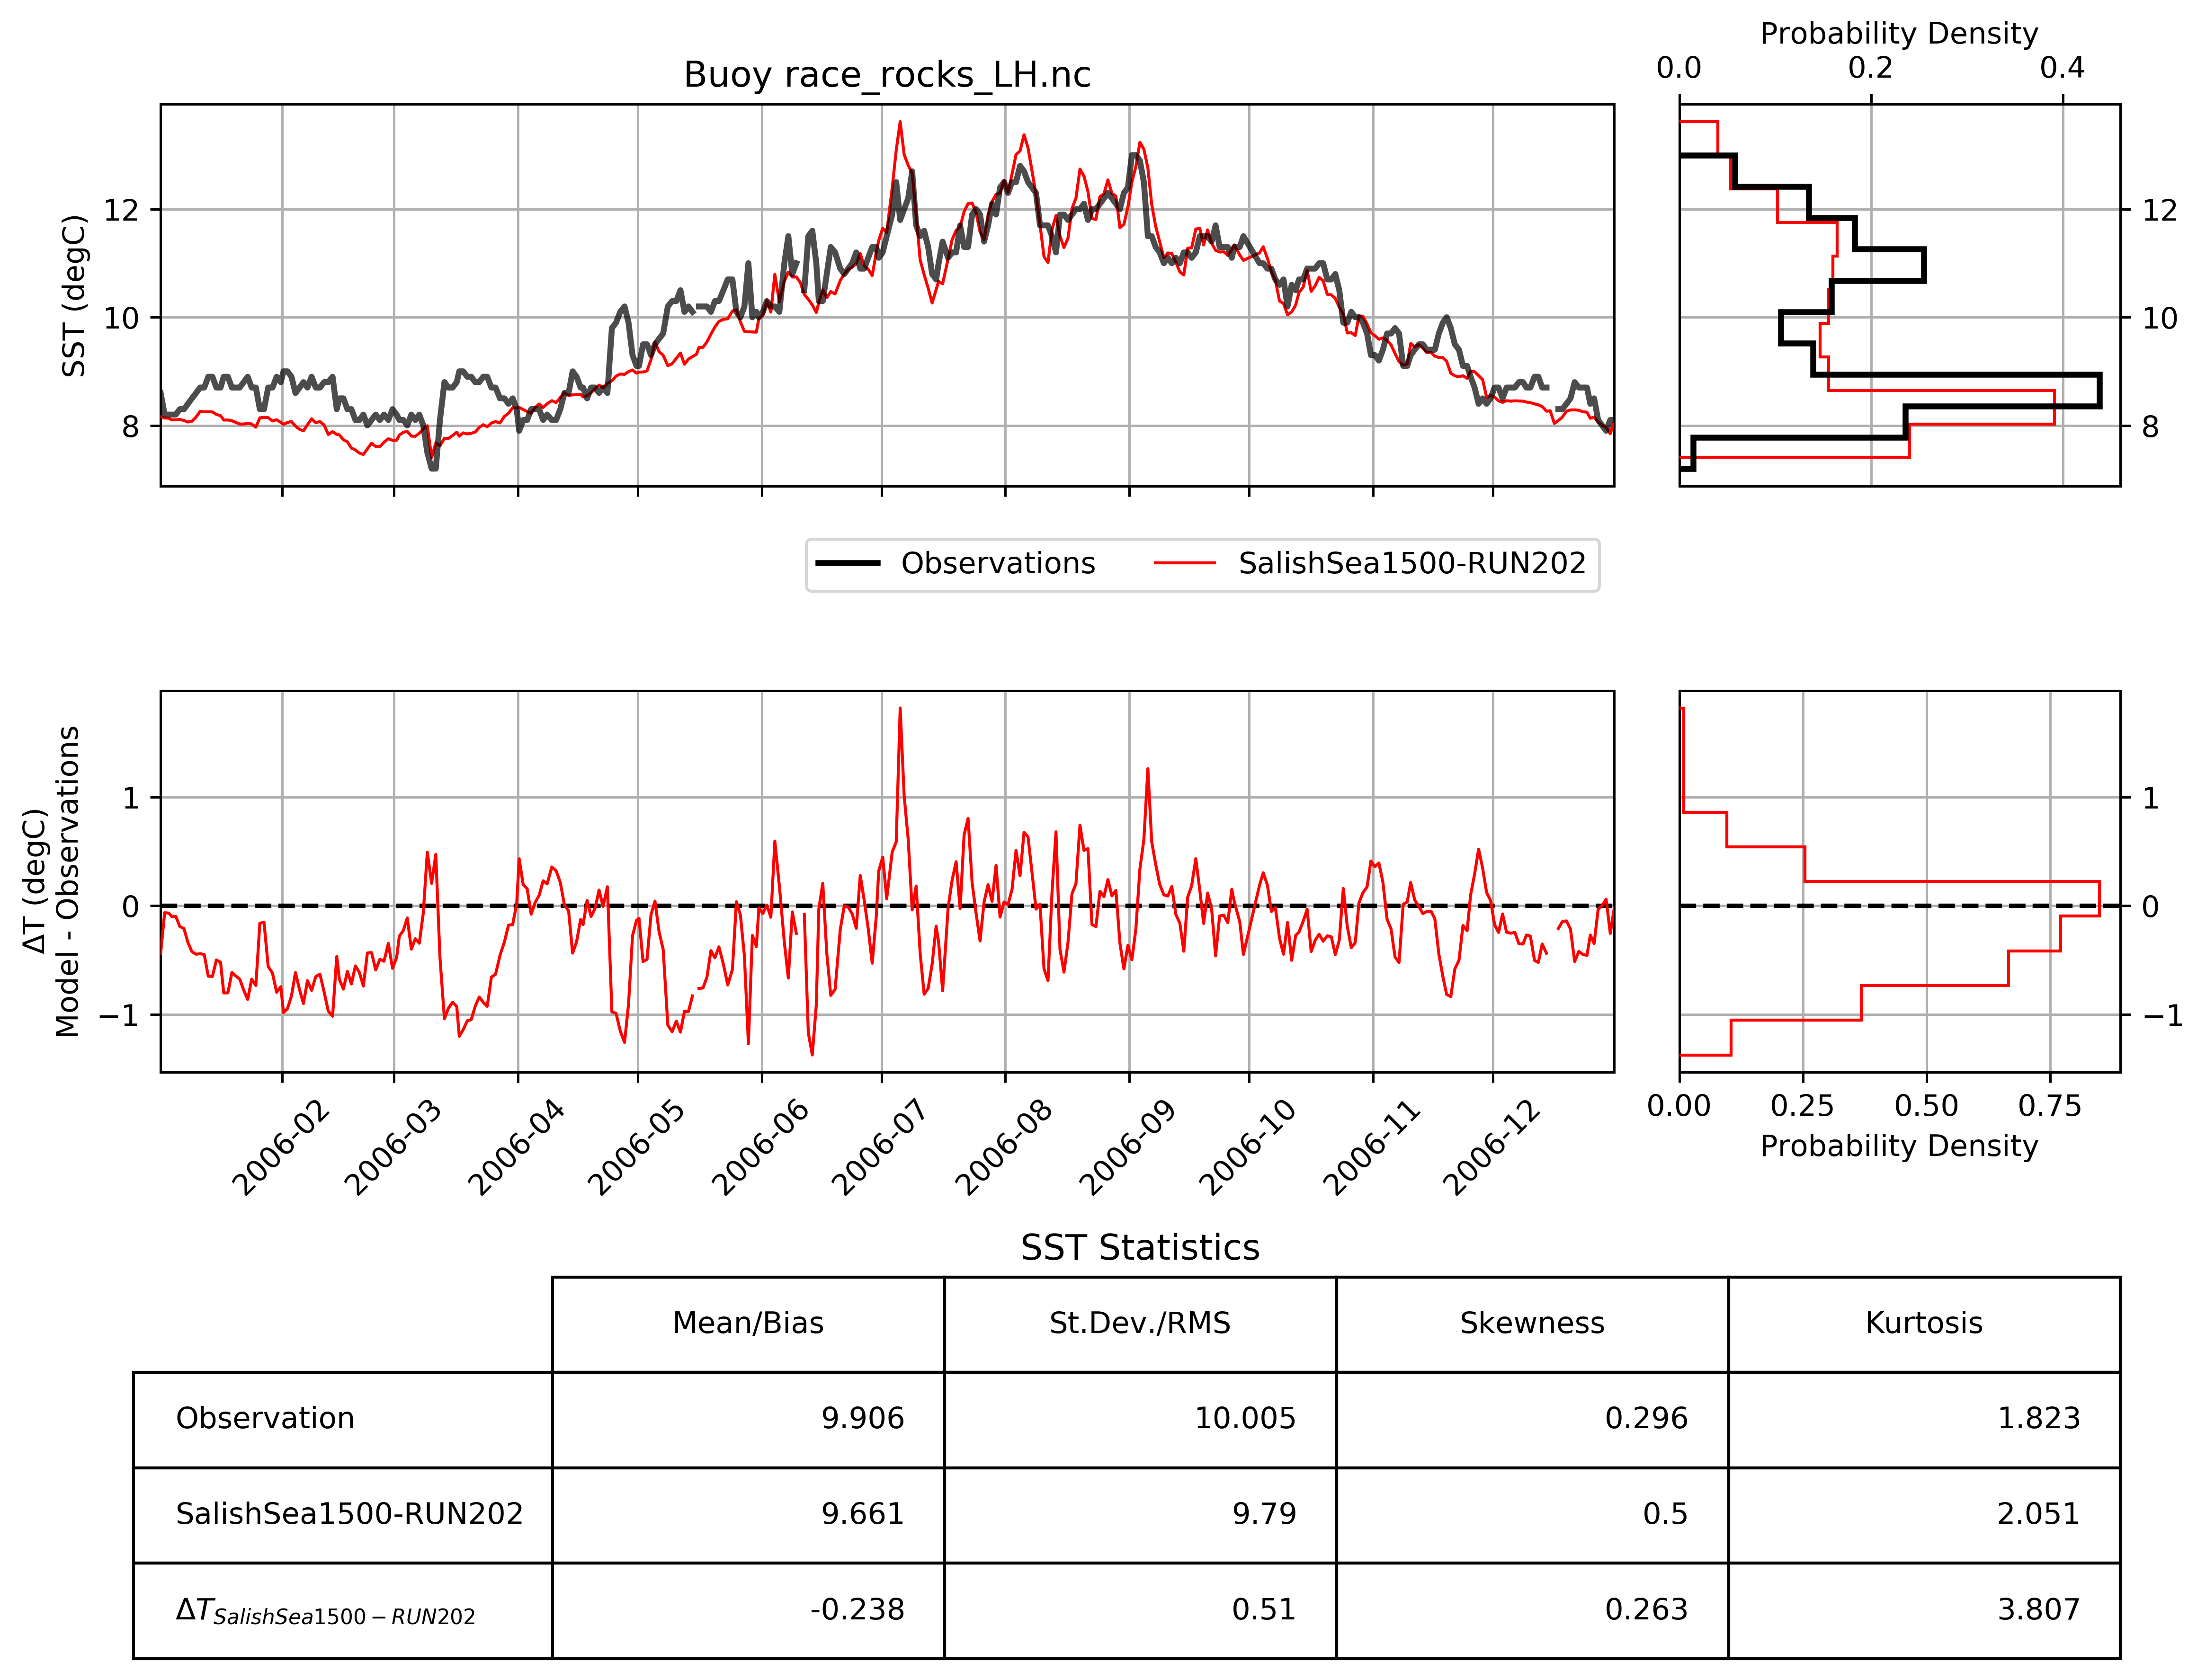 Probability Density
0.0 0.2 0.4
Buoy race_rocks_LH.nc
SST (degC)
12
10
8
12
10
8
Observations SalishSea1500-RUN202
ΔT (degC)
Model - Observations
1
0
−1
1
0
−1
2006-02 2006-03 2006-04 2006-05 2006-06 2006-07 2006-08 2006-09 2006-10 2006-11 2006-12
0.00 0.25 0.50 0.75
Probability Density
SST Statistics
Mean/Bias St.Dev./RMS Skewness Kurtosis
Observation 9.906 10.005 0.296 1.823
SalishSea1500-RUN202 9.661 9.79 0.5 2.051
ΔT SalishSea1500−RUN202 -0.238 0.51 0.263 3.807